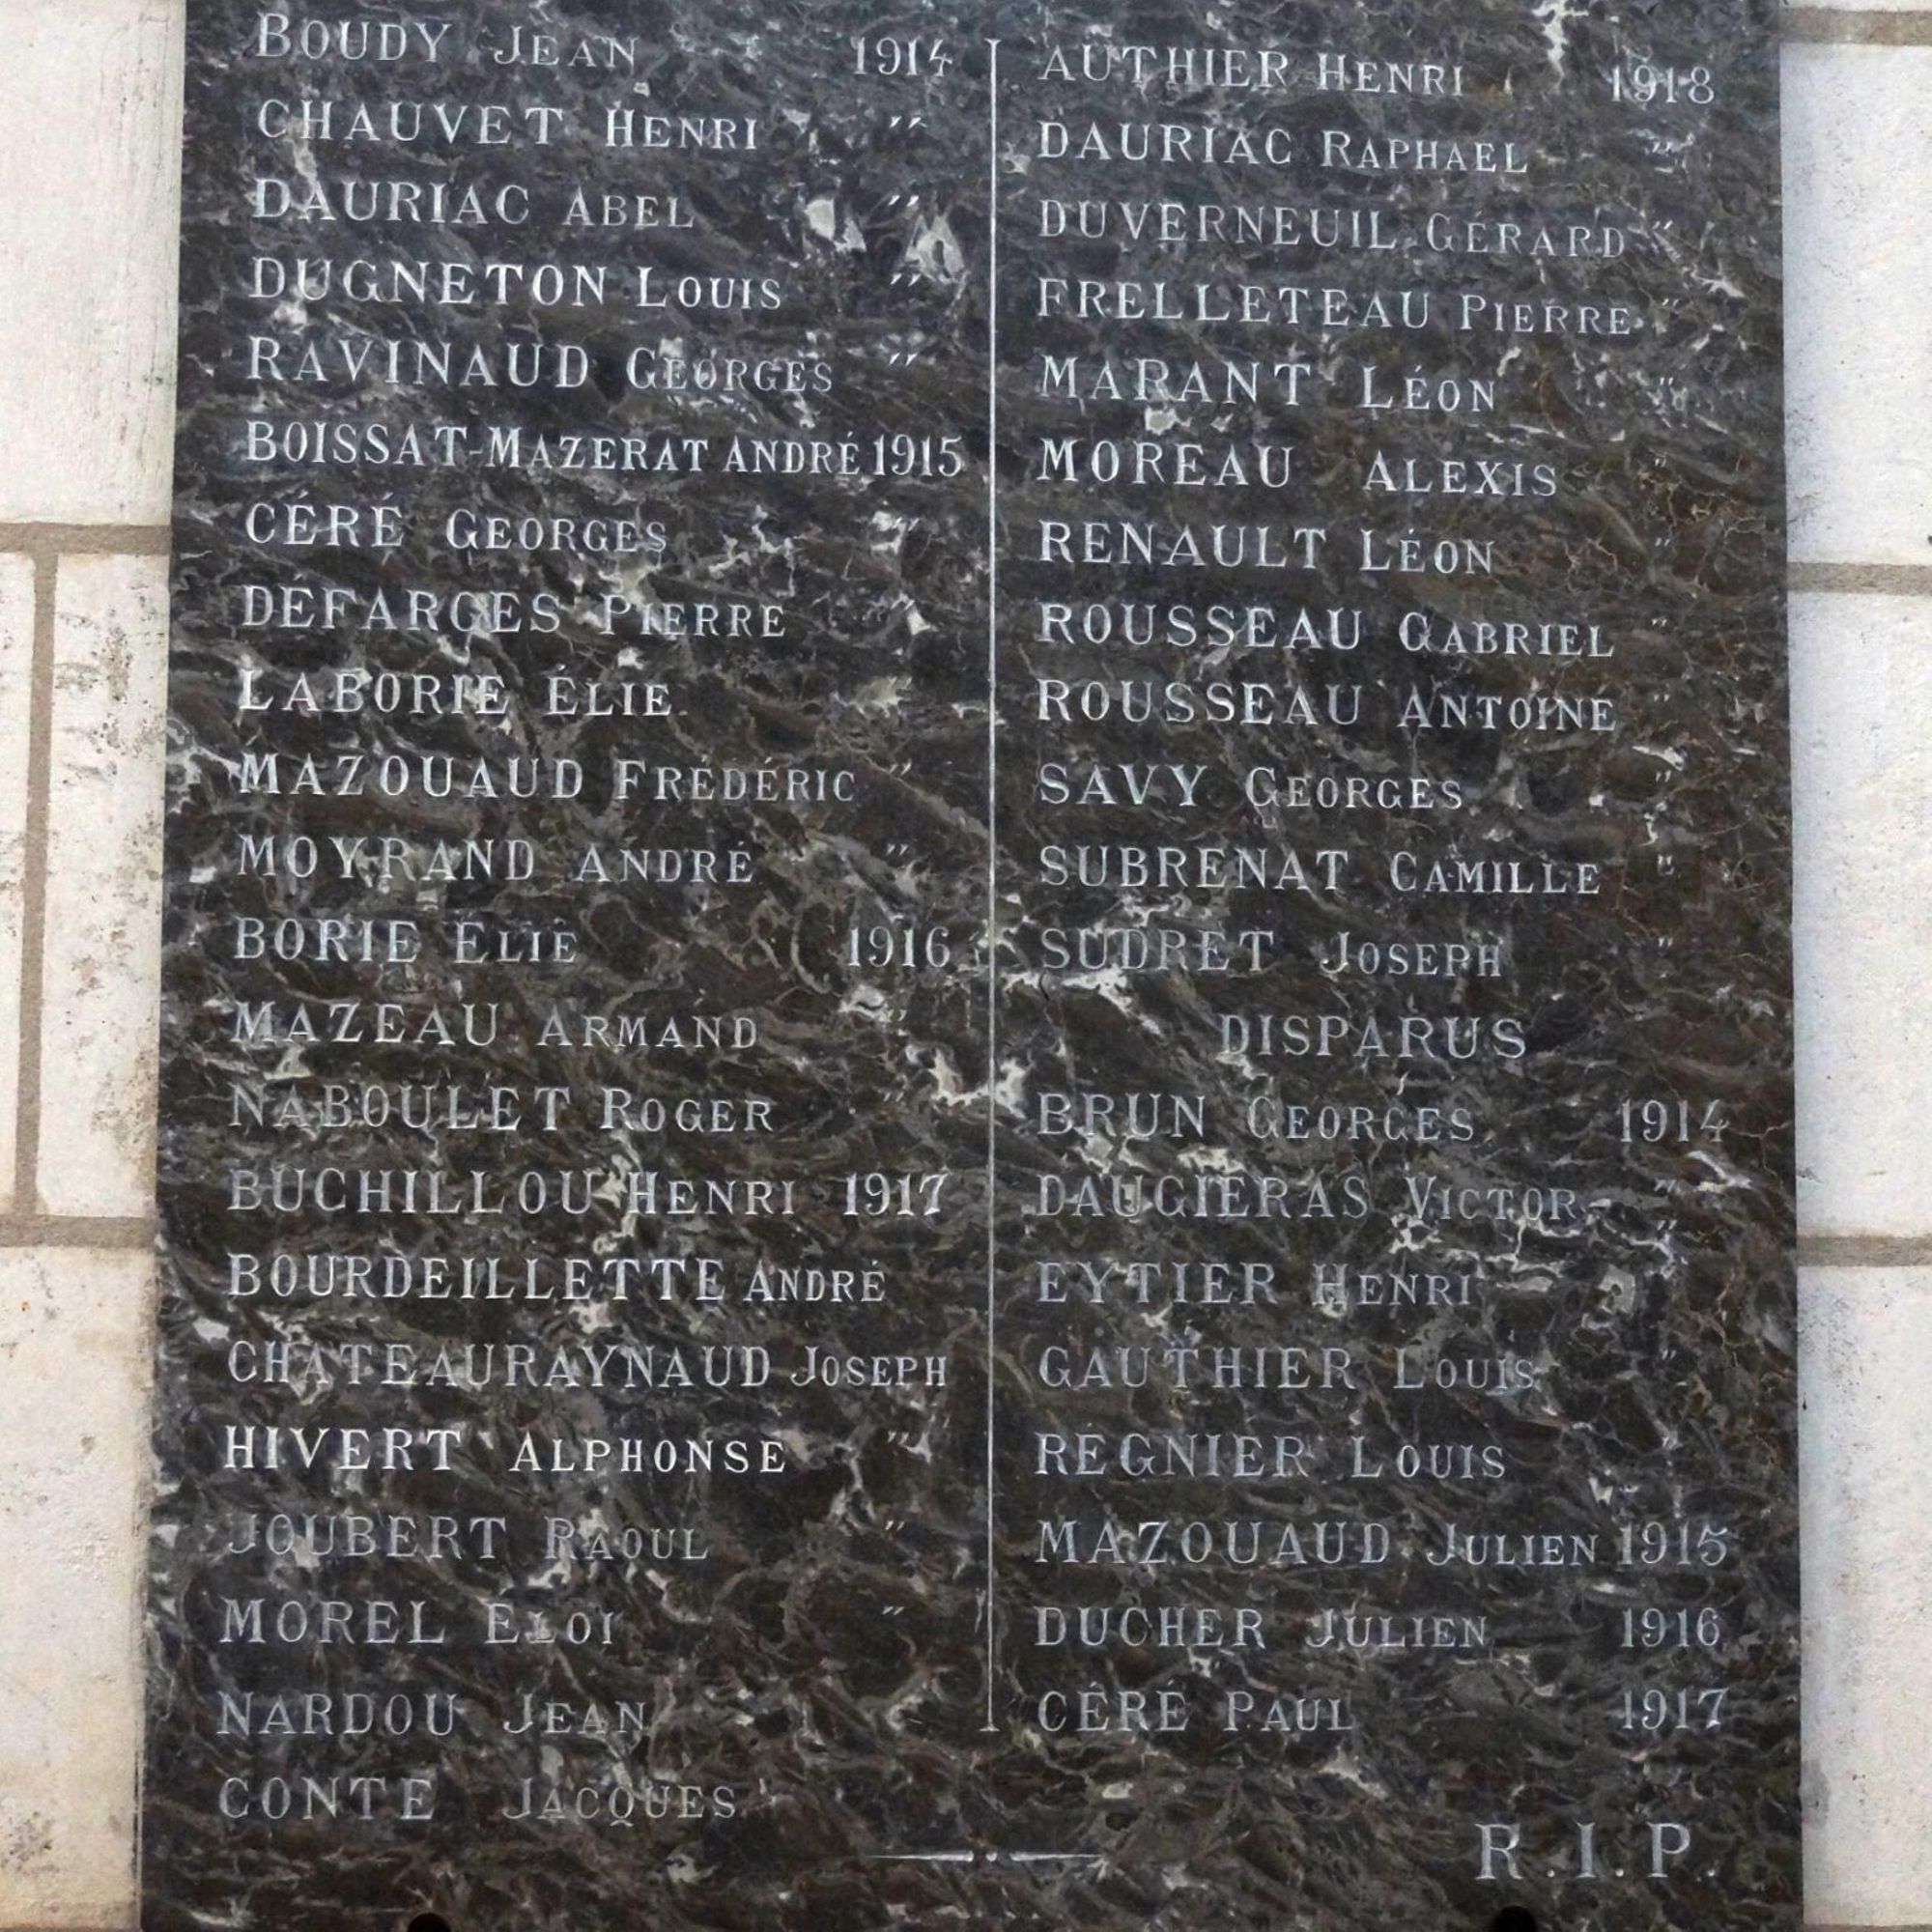 BOUDY JEAN 1914
CHAUVET HENRI "
DAURIAC ABEL "
DUGNETON LOUIS "
RAVINAUD GEORGES "
BOISSAT-MAZERAT ANDRÉ 1915
CÉRÉ GEORGES "
DÉFARGES PIERRE "
LABORIE ÉLIE "
MAZOUAUD FRÉDÉRIC "
MOYRAND ANDRÉ "
BORIE ELIE 1916
MAZEAU ARMAND "
NABOULET ROGER "
BUCHILLOU HENRI 1917
BOURDEILLETTE ANDRÉ
CHATEAURAYNAUD JOSEPH
HIVERT ALPHONSE "
JOUBERT RAOUL "
MOREL ELOI "
NARDOU JEAN
CONTE JACQUES
AUTHIER HENRI 1918
DAURIAC RAPHAEL "
DUVERNEUIL GÉRARD "
FRELLETEAU PIERRE "
MARANT LÉON "
MOREAU ALEXIS "
RENAULT LÉON "
ROUSSEAU GABRIEL "
ROUSSEAU ANTOINE "
SAVY GEORGES "
SUBRENAT CAMILLE "
SUDRET JOSEPH "
DISPARUS
BRUN GEORGES 1914
DAUGIERAS VICTOR "
EYTIER HENRI "
GAUTHIER LOUIS "
REGNIER LOUIS "
MAZOUAUD JULIEN 1915
DUCHER JULIEN 1916
CÉRÉ PAUL 1917
R.I.P.